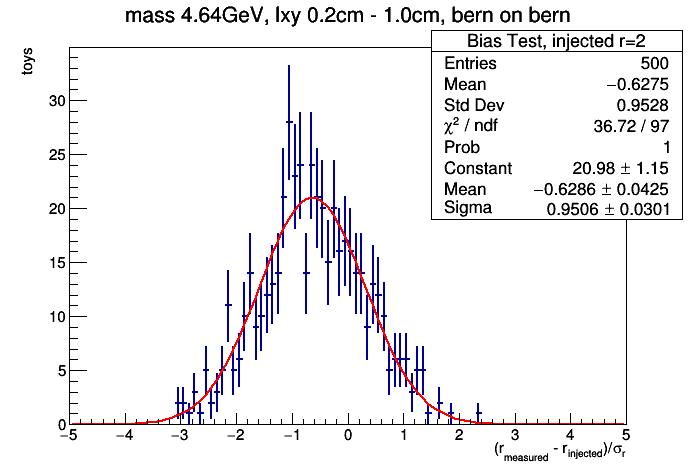 mass 4.64GeV, lxy 0.2cm - 1.0cm, bern on bern
Bias Test, injected r=2
Entries 500
Mean −0.6275
Std Dev 0.9528
χ² / ndf 36.72 / 97
Prob 1
Constant 20.98 ± 1.15
Mean −0.6286 ± 0.0425
Sigma 0.9506 ± 0.0301
toys
30
25
20
15
10
5
0
−5 −4 −3 −2 −1 0 1 2 3 4 5
(r_measured - r_injected)/σ_r